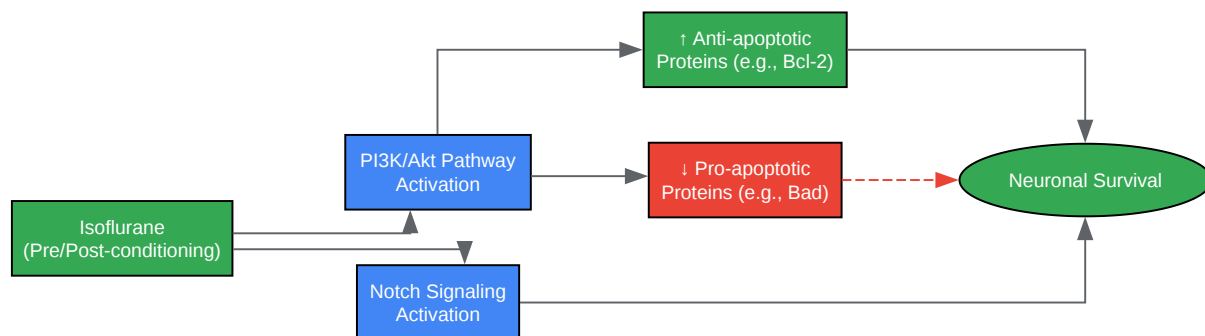 ↑ Anti-apoptotic
Proteins (e.g., Bcl-2)
PI3K/Akt Pathway
Activation
↓ Pro-apoptotic
Proteins (e.g., Bad)
Neuronal Survival
Isoflurane
(Pre/Post-conditioning)
Notch Signaling
Activation